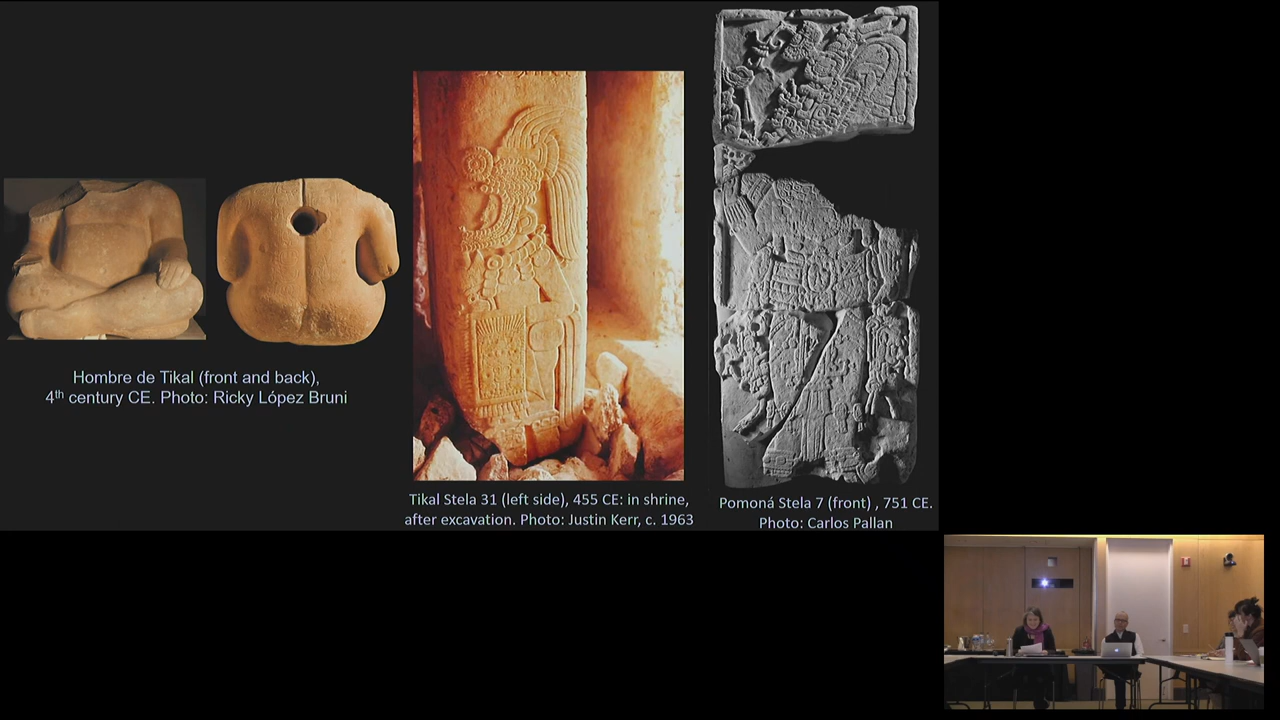 Hombre de Tikal (front and back),
4th century CE. Photo: Ricky López Bruni
Tikal Stela 31 (left side), 455 CE: in shrine,
after excavation. Photo: Justin Kerr, c. 1963
Pomoná Stela 7 (front) , 751 CE.
Photo: Carlos Pallan